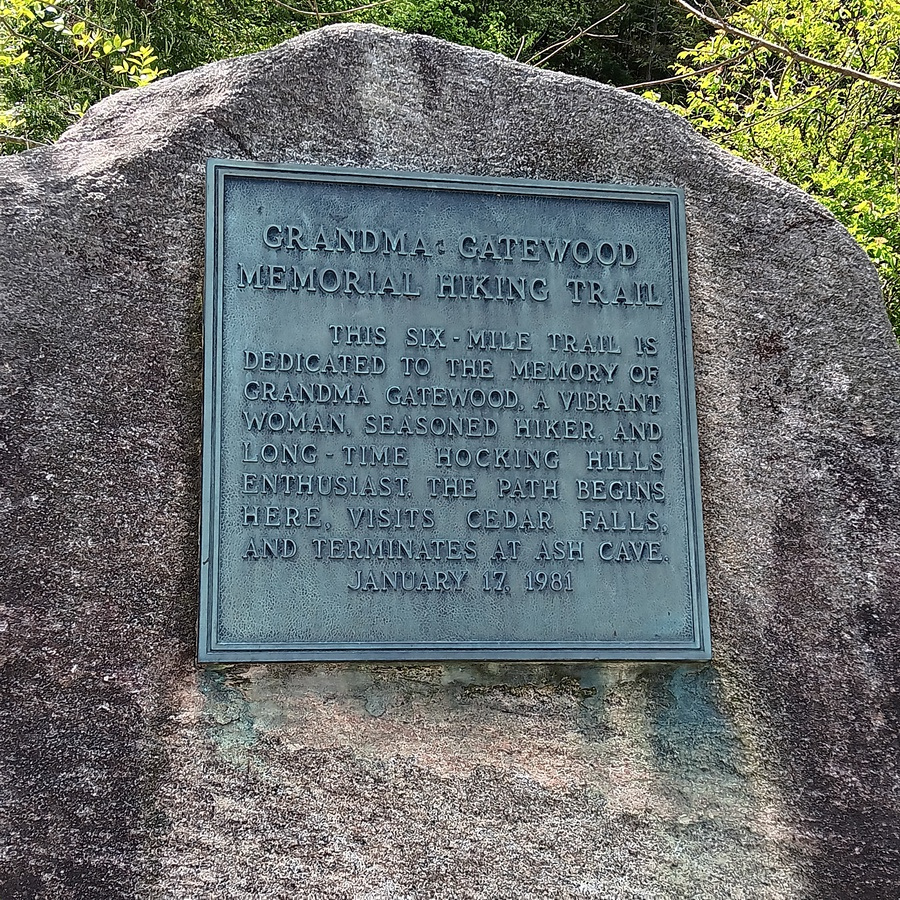 GRANDMA GATEWOOD
MEMORIAL HIKING TRAIL
THIS SIX-MILE TRAIL IS
DEDICATED TO THE MEMORY OF
GRANDMA GATEWOOD, A VIBRANT
WOMAN, SEASONED HIKER, AND
LONG-TIME HOCKING HILLS
ENTHUSIAST. THE PATH BEGINS
HERE, VISITS CEDAR FALLS,
AND TERMINATES AT ASH CAVE.
JANUARY 17, 1981